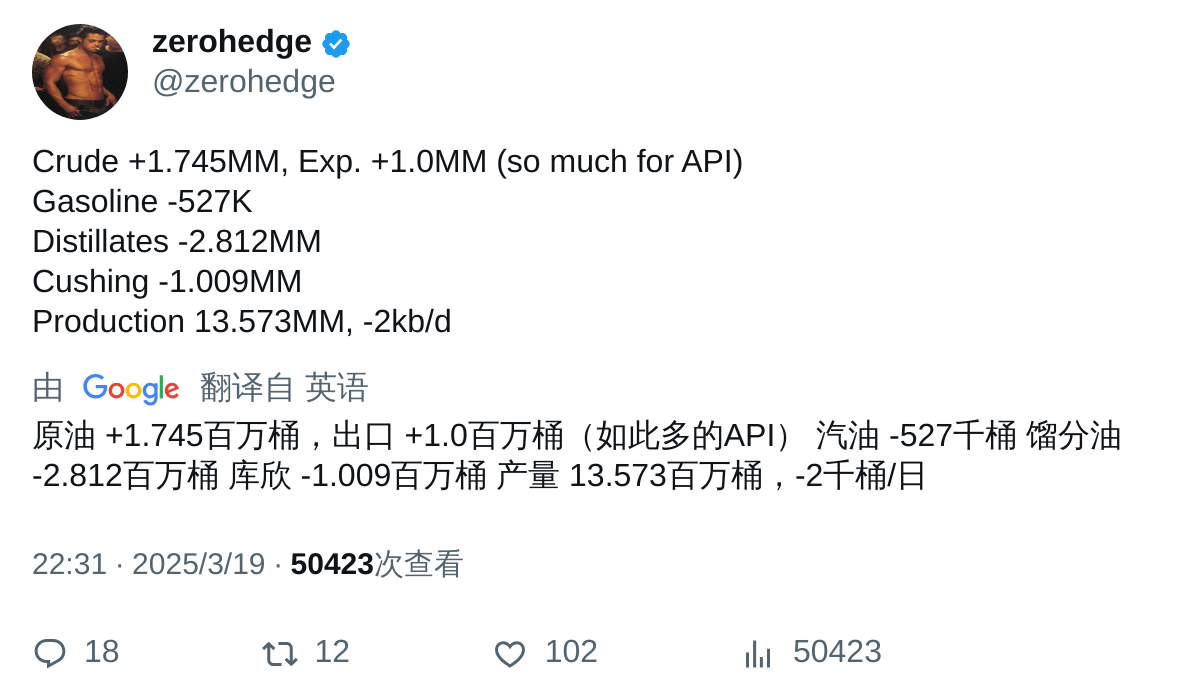 zerohedge
@zerohedge
Crude +1.745MM, Exp. +1.0MM (so much for API)
Gasoline -527K
Distillates -2.812MM
Cushing -1.009MM
Production 13.573MM, -2kb/d
由 Google 翻译自 英语
原油 +1.745百万桶，出口 +1.0百万桶（如此多的API） 汽油 -527千桶 馏分油
-2.812百万桶 库欣 -1.009百万桶 产量 13.573百万桶，-2千桶/日
22:31 · 2025/3/19 · 50423次查看
18 12 102 50423